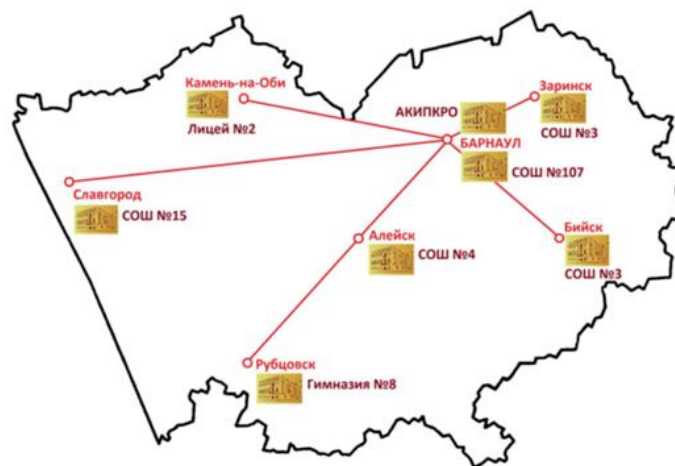 Камень-на-Оби
Лицей №2
Заринск
АКИПКРО
СОШ №3
БАРНАУЛ
СОШ №107
Славгород
СОШ №15
Алейск
СОШ №4
Бийск
СОШ №3
Рубцовск
Гимназия №8